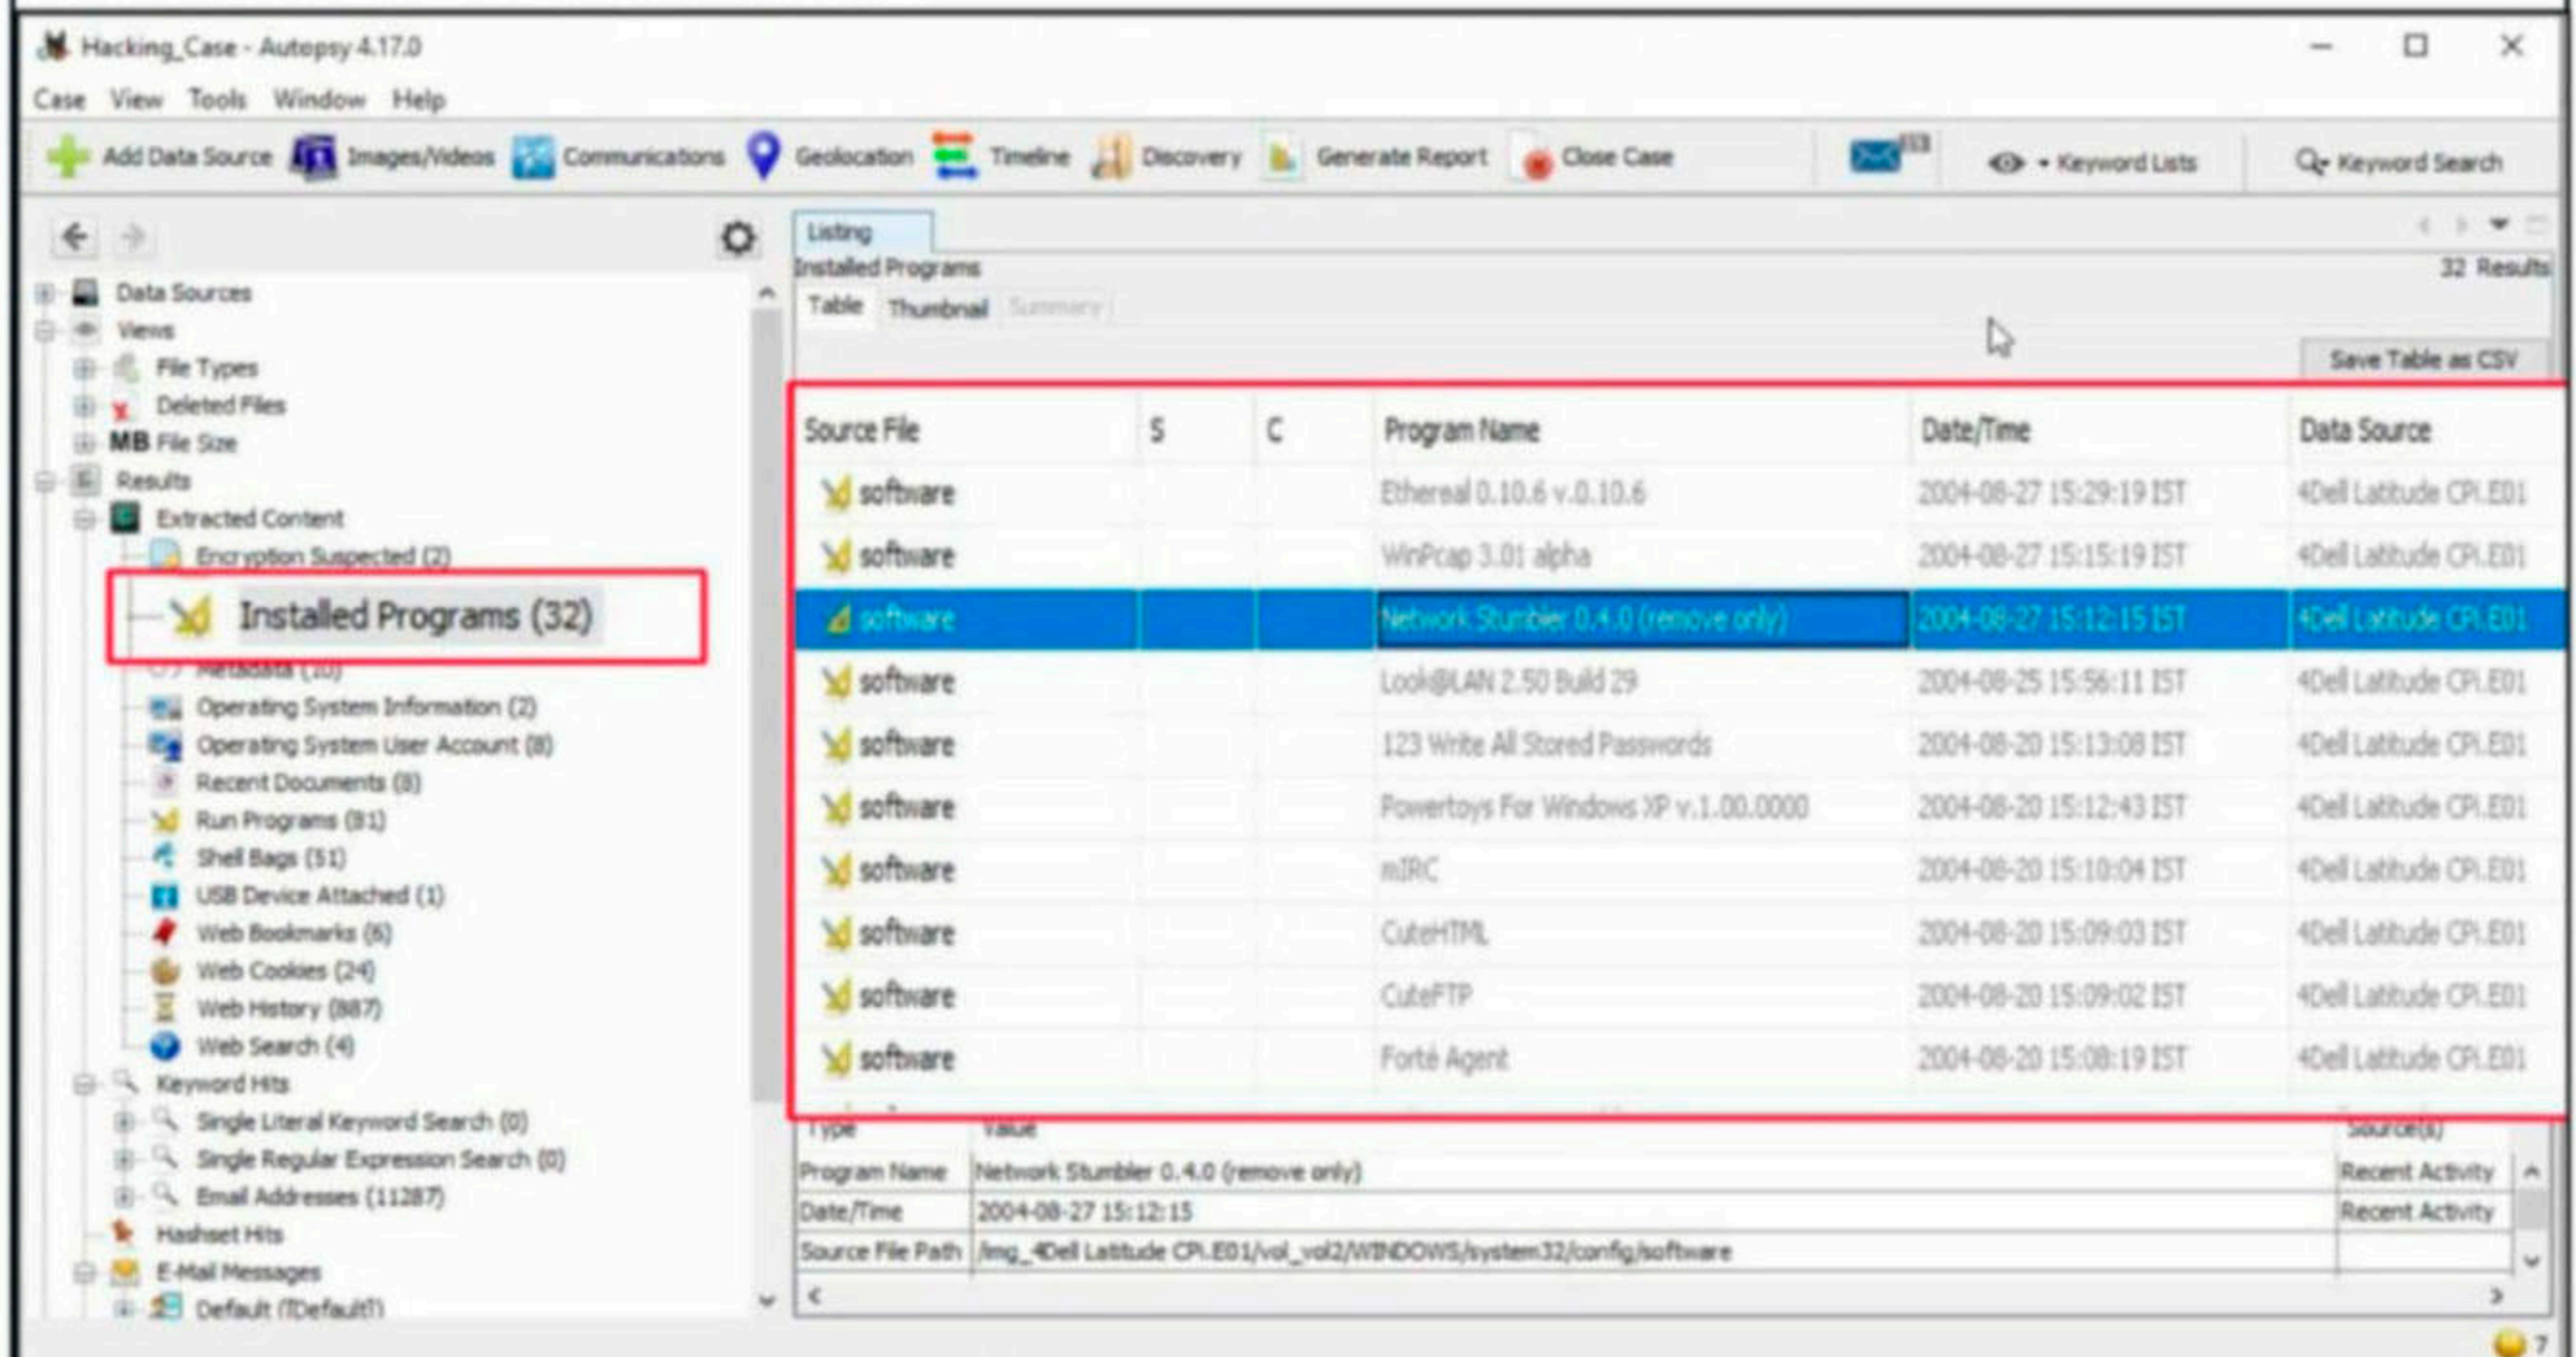 Hacking_Case - Autopsy 4.17.0
Case View Tools Window Help
Add Data Source Images/Videos Communications Geolocation Timeline Discovery Generate Report Close Case Keyword Lists Keyword Search
Listing
Installed Programs 32 Results
Table Thumbnail Summary
Save Table as CSV
Data Sources
Views
File Types
Deleted Files
MB File Size
Results
Extracted Content
Encryption Suspected (2)
Installed Programs (32)
Metadata (10)
Operating System Information (2)
Operating System User Account (8)
Recent Documents (8)
Run Programs (81)
Shell Bags (51)
USB Device Attached (1)
Web Bookmarks (6)
Web Cookies (24)
Web History (887)
Web Search (4)
Keyword Hits
Single Literal Keyword Search (0)
Single Regular Expression Search (0)
Email Addresses (11287)
Hashset Hits
E-Mail Messages
Default ([Default])
Source File S C Program Name Date/Time Data Source
software Ethereal 0.10.6 v.0.10.6 2004-08-27 15:29:19 IST 4Dell Latitude CPi.E01
software WinPcap 3.01 alpha 2004-08-27 15:15:19 IST 4Dell Latitude CPi.E01
software Network Stumbler 0.4.0 (remove only) 2004-08-27 15:12:15 IST 4Dell Latitude CPi.E01
software Look@LAN 2.50 Build 29 2004-08-25 15:56:11 IST 4Dell Latitude CPi.E01
software 123 Write All Stored Passwords 2004-08-20 15:13:08 IST 4Dell Latitude CPi.E01
software Powertoys For Windows XP v.1.00.0000 2004-08-20 15:12:43 IST 4Dell Latitude CPi.E01
software mIRC 2004-08-20 15:10:04 IST 4Dell Latitude CPi.E01
software CuteHTML 2004-08-20 15:09:03 IST 4Dell Latitude CPi.E01
software CuteFTP 2004-08-20 15:09:02 IST 4Dell Latitude CPi.E01
software Forté Agent 2004-08-20 15:08:19 IST 4Dell Latitude CPi.E01
Type Value Source(s)
Program Name Network Stumbler 0.4.0 (remove only) Recent Activity
Date/Time 2004-08-27 15:12:15 Recent Activity
Source File Path /img_4Dell Latitude CPi.E01/vol_vol2/WINDOWS/system32/config/software
7